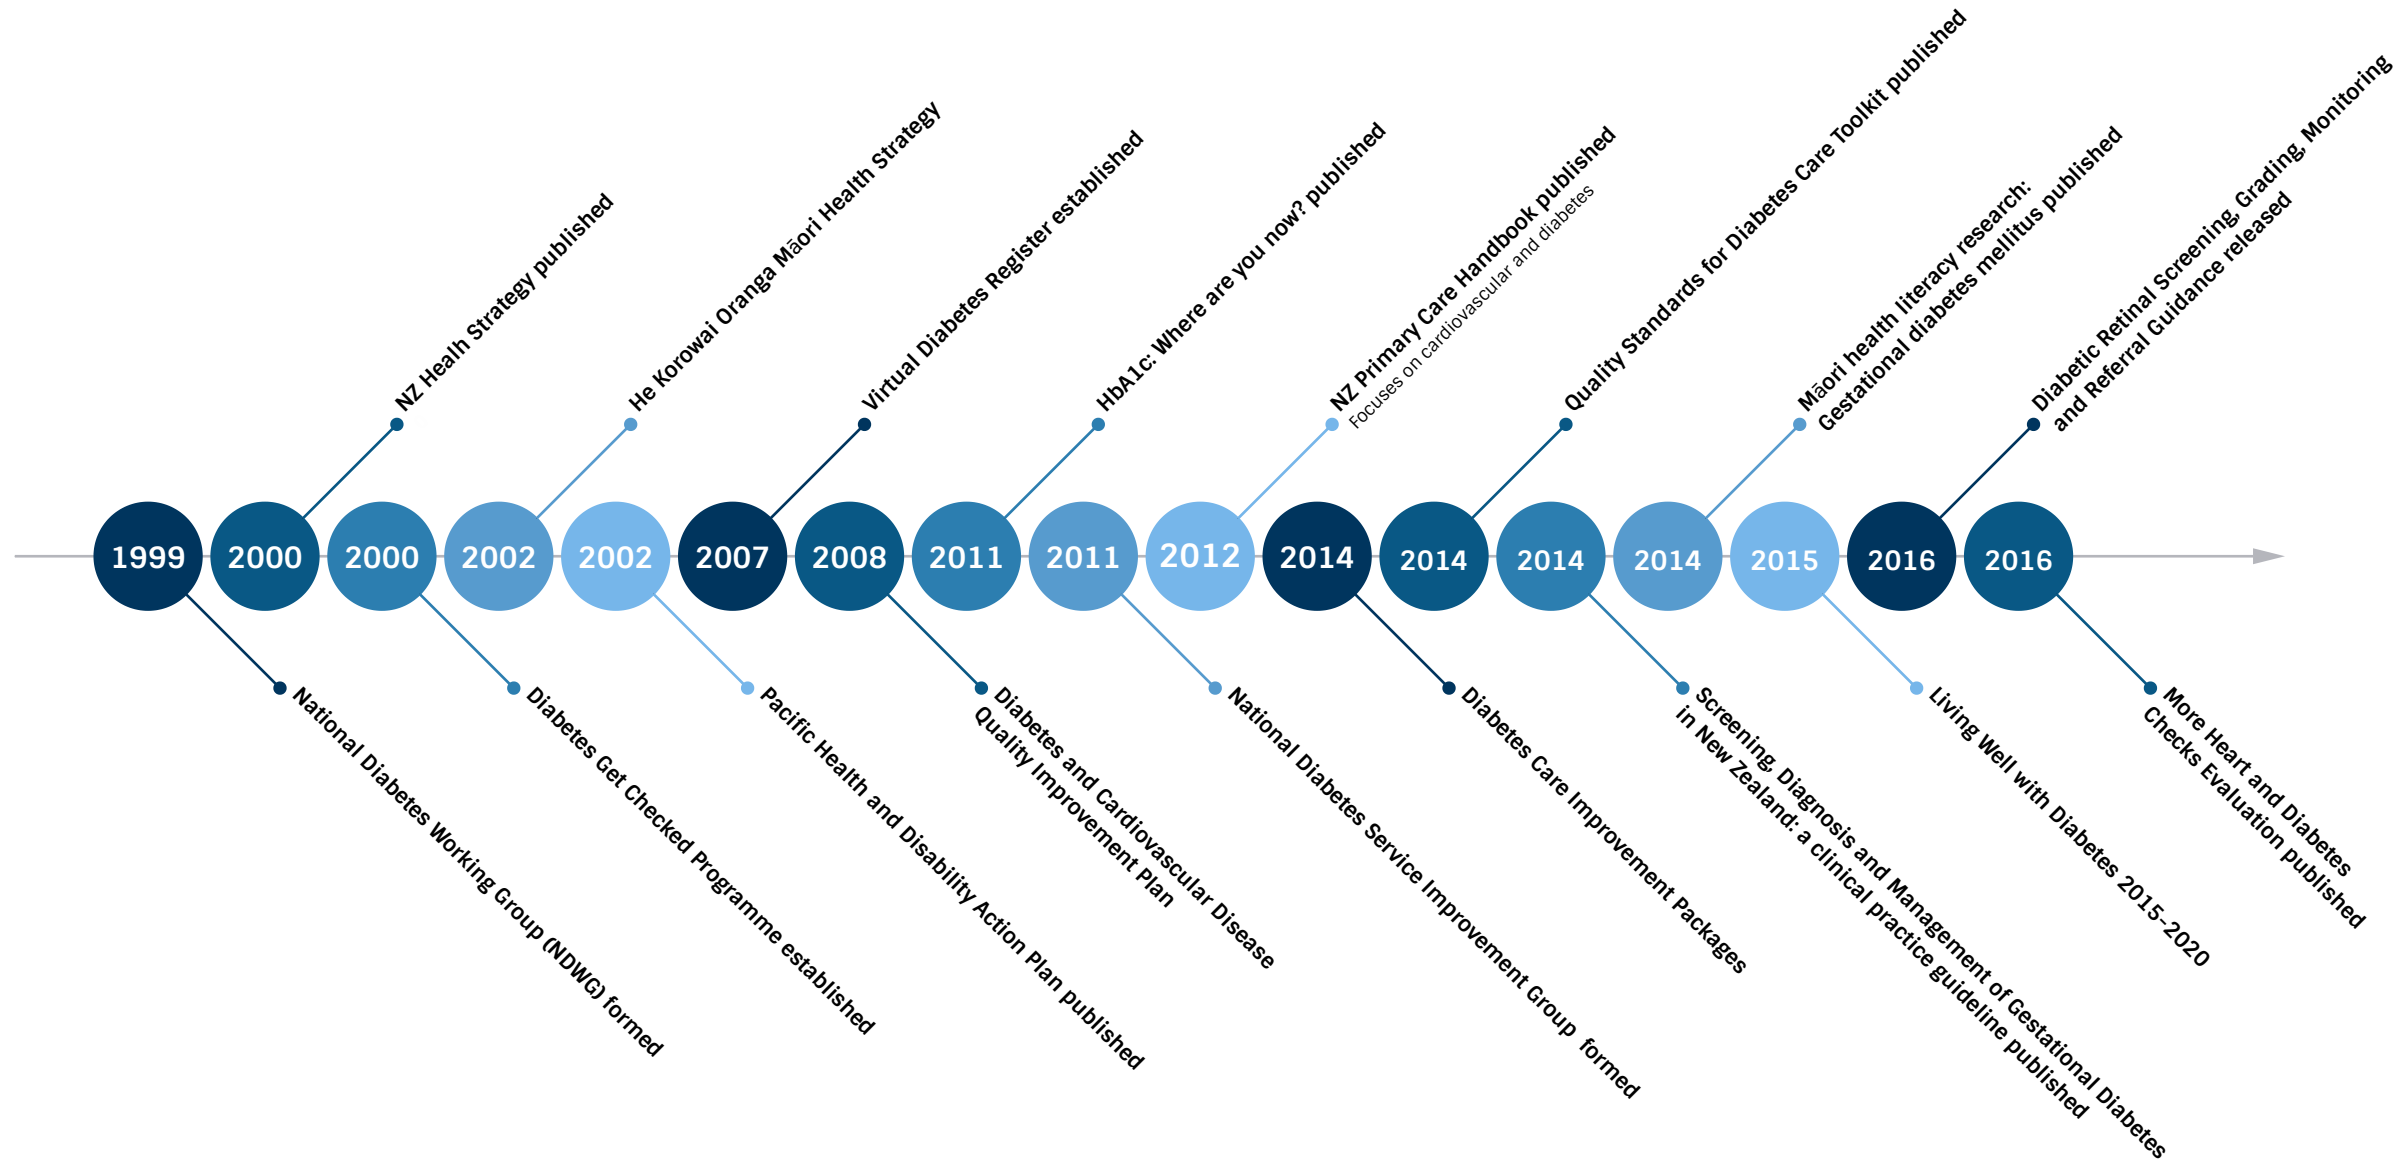 NZ Healh Strategy published
He Korowai Oranga Māori Health Strategy
Virtual Diabetes Register established
HbA1c: Where are you now? published
NZ Primary Care Handbook published
Focuses on cardiovascular and diabetes
Quality Standards for Diabetes Care Toolkit published
Māori health literacy research:
Gestational diabetes mellitus published
Diabetic Retinal Screening, Grading, Monitoring
and Referral Guidance released
1999
2000
2000
2002
2002
2007
2008
2011
2011
2012
2014
2014
2014
2014
2015
2016
2016
National Diabetes Working Group (NDWG) formed
Diabetes Get Checked Programme established
Pacific Health and Disability Action Plan published
Diabetes and Cardiovascular Disease
Quality Improvement Plan
National Diabetes Service Improvement Group formed
Diabetes Care Improvement Packages
Screening, Diagnosis and Management of Gestational Diabetes
in New Zealand: a clinical practice guideline published
Living Well with Diabetes 2015–2020
More Heart and Diabetes
Checks Evaluation published